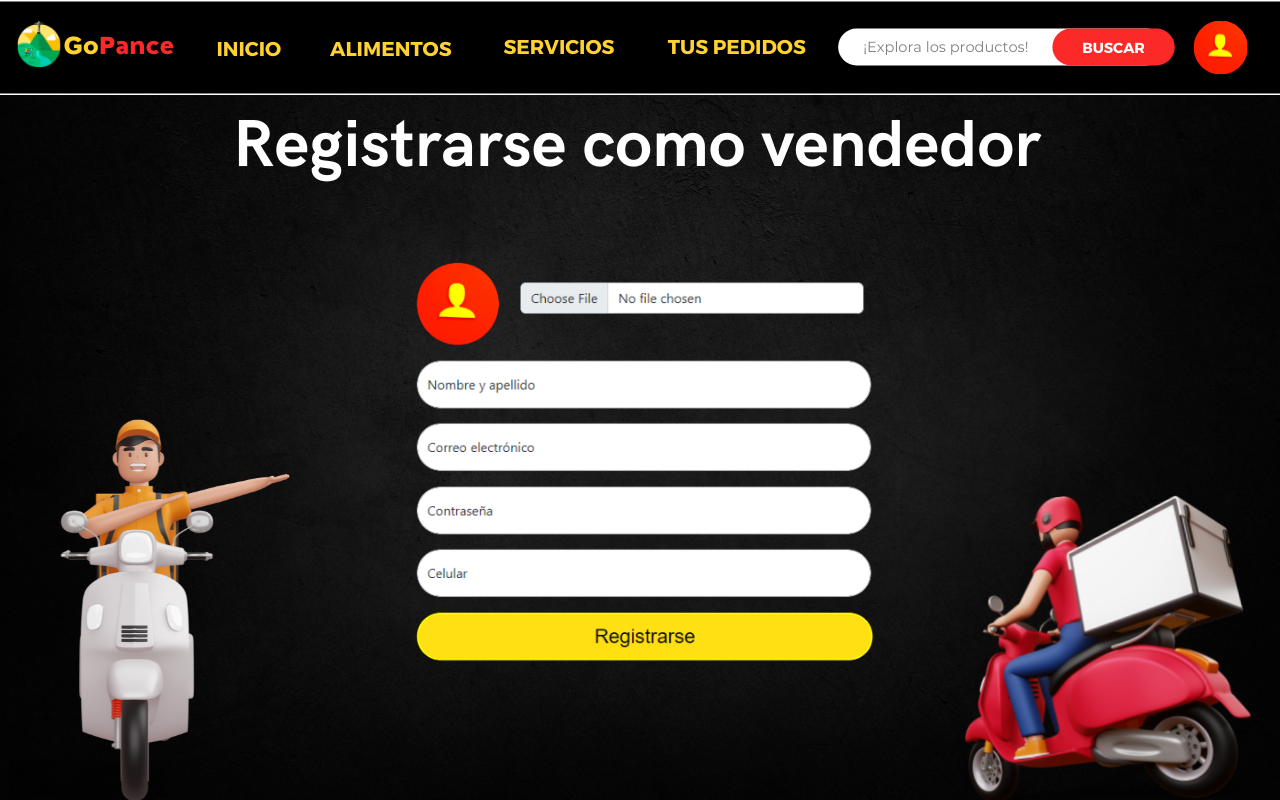 GoPance
INICIO
ALIMENTOS
SERVICIOS
TUS PEDIDOS
¡Explora los productos!
BUSCAR
Registrarse como vendedor
Choose File
No file chosen
Nombre y apellido
Correo electrónico
Contraseña
Celular
Registrarse